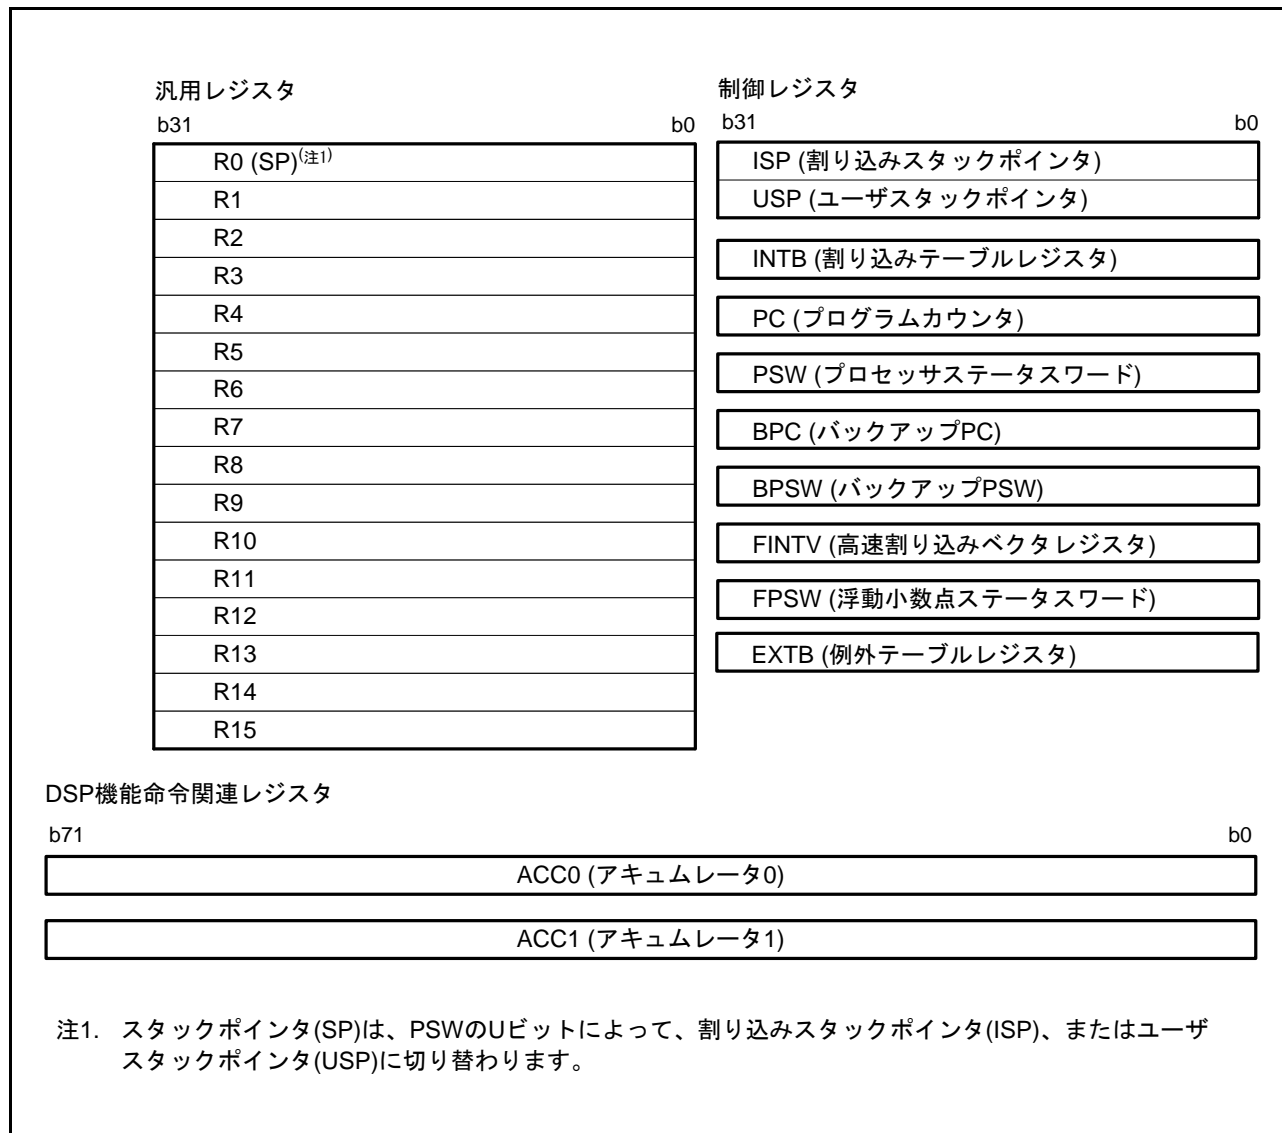 汎用レジスタ
b31 b0
R0 (SP)(注1)
R1
R2
R3
R4
R5
R6
R7
R8
R9
R10
R11
R12
R13
R14
R15
制御レジスタ
b31 b0
ISP (割り込みスタックポインタ)
USP (ユーザスタックポインタ)
INTB (割り込みテーブルレジスタ)
PC (プログラムカウンタ)
PSW (プロセッサステータスワード)
BPC (バックアップPC)
BPSW (バックアップPSW)
FINTV (高速割り込みベクタレジスタ)
FPSW (浮動小数点ステータスワード)
EXTB (例外テーブルレジスタ)
DSP機能命令関連レジスタ
b71 b0
ACC0 (アキュムレータ0)
ACC1 (アキュムレータ1)
注1. スタックポインタ(SP)は、PSWのUビットによって、割り込みスタックポインタ(ISP)、またはユーザ
スタックポインタ(USP)に切り替わります。